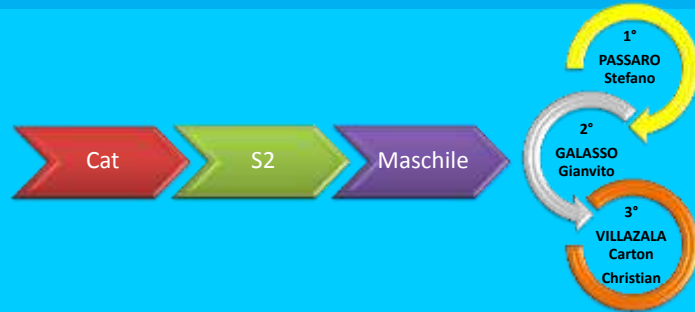 Cat
S2
Maschile
1°
PASSARO
Stefano
2°
GALASSO
Gianvito
3°
VILLAZALA
Carton
Christian